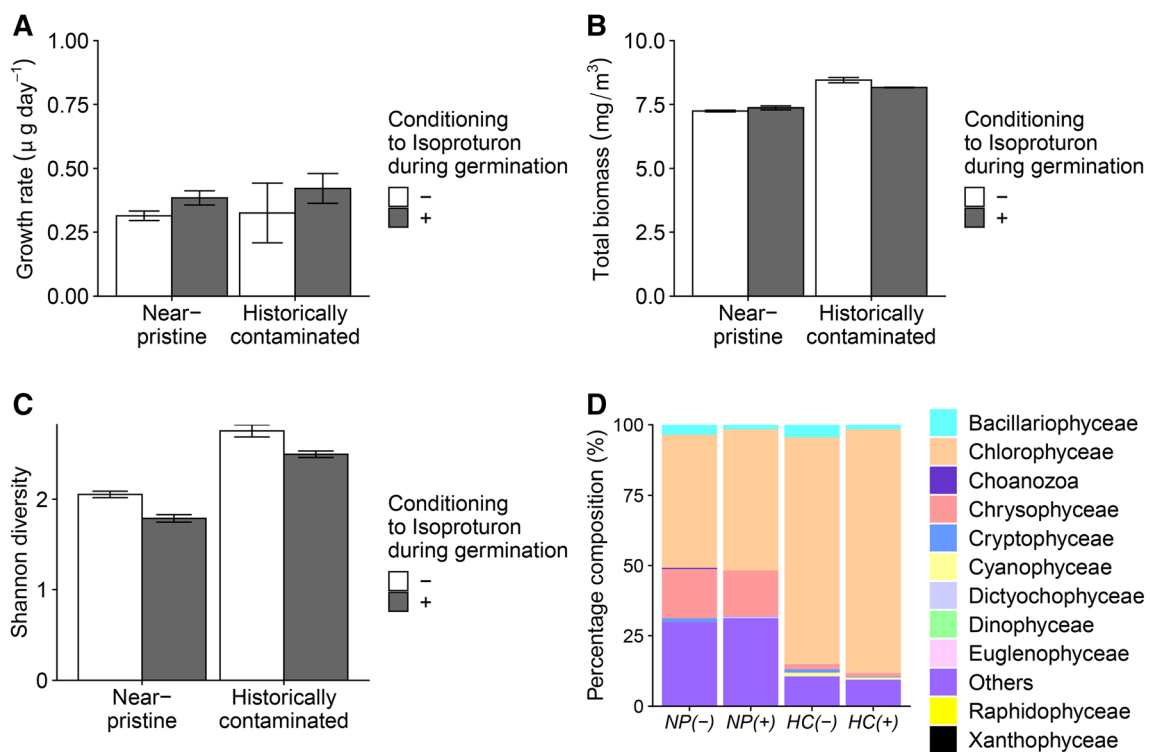 A
Growth rate (μ g day⁻¹)
1.00
0.75
0.50
0.25
0.00
Near−
pristine
Historically
contaminated
Conditioning
to Isoproturon
during germination
−
+
B
Total biomass (mg/m³)
10.0
7.5
5.0
2.5
0.0
Near−
pristine
Historically
contaminated
Conditioning
to Isoproturon
during germination
−
+
C
Shannon diversity
2
1
0
Near−
pristine
Historically
contaminated
Conditioning
to Isoproturon
during germination
−
+
D
Percentage composition (%)
100
75
50
25
0
NP(−) NP(+) HC(−) HC(+)
Bacillariophyceae
Chlorophyceae
Choanozoa
Chrysophyceae
Cryptophyceae
Cyanophyceae
Dictyochophyceae
Dinophyceae
Euglenophyceae
Others
Raphidophyceae
Xanthophyceae